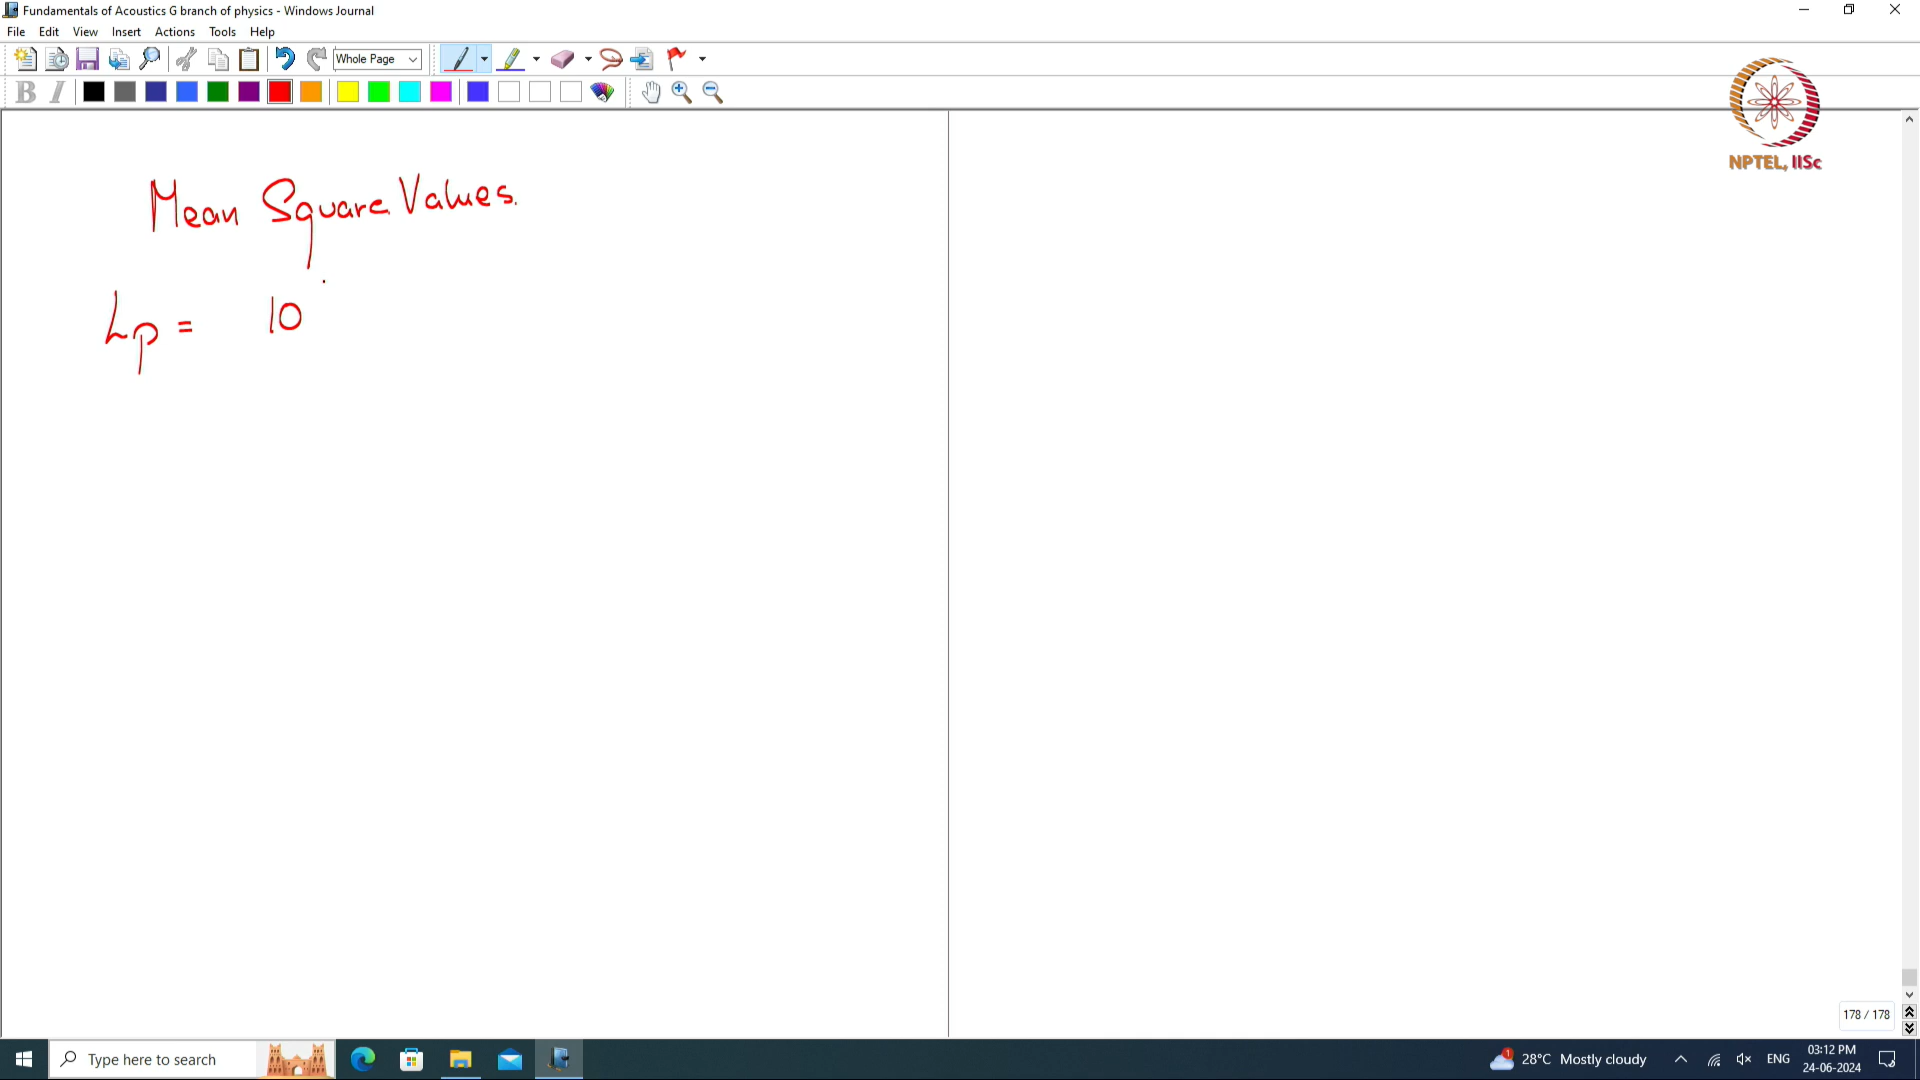 Fundamentals of Acoustics G branch of physics - Windows Journal
File Edit View Insert Actions Tools Help
Whole Page
B I
NPTEL, IISc
Mean Square Values.
Lp = 10
178 / 178
Type here to search
1
28°C Mostly cloudy
ENG
03:12 PM
24-06-2024